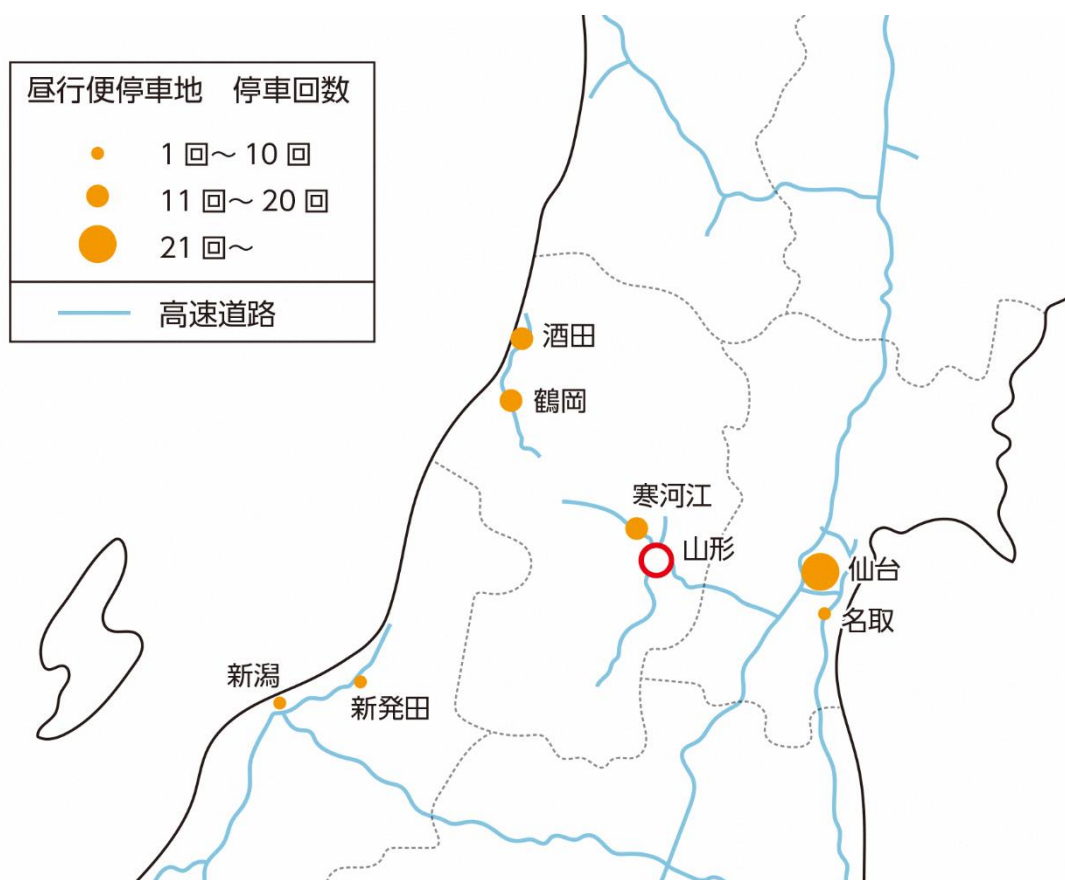 昼行便停車地 停車回数
1 回～ 10 回
11 回～ 20 回
21 回～
高速道路
酒田
鶴岡
寒河江
山形
仙台
名取
新潟
新発田